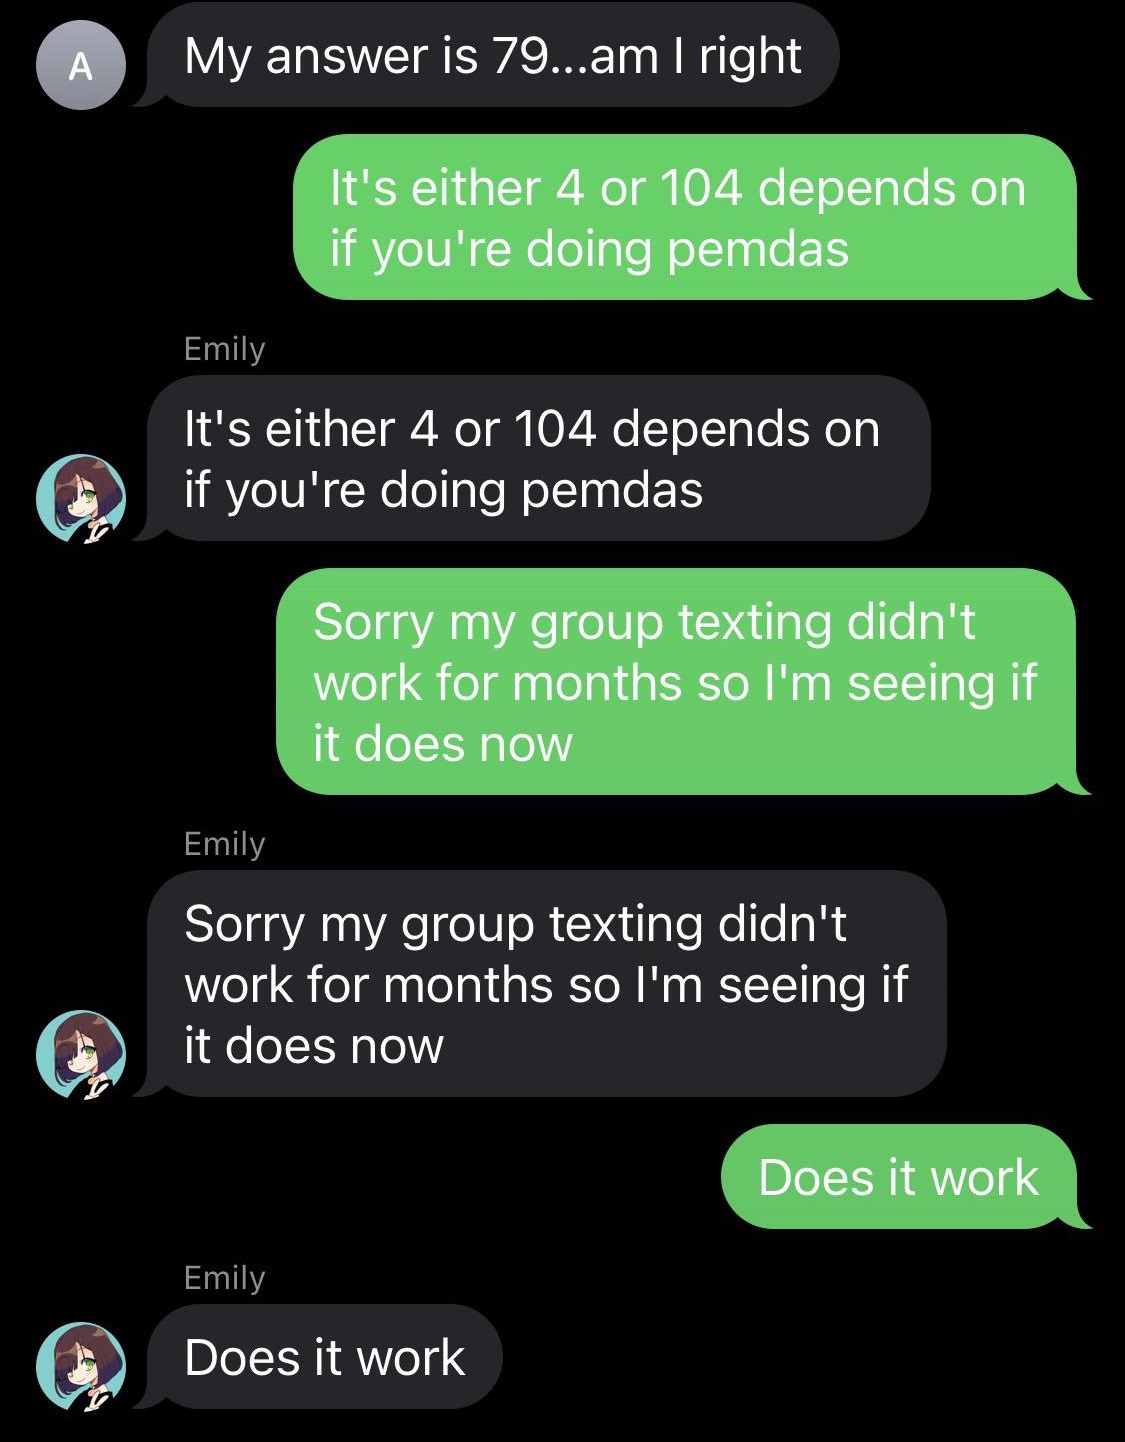 A
My answer is 79...am I right
It's either 4 or 104 depends on
if you're doing pemdas
Emily
It's either 4 or 104 depends on
if you're doing pemdas
Sorry my group texting didn't
work for months so I'm seeing if
it does now
Emily
Sorry my group texting didn't
work for months so I'm seeing if
it does now
Does it work
Emily
Does it work